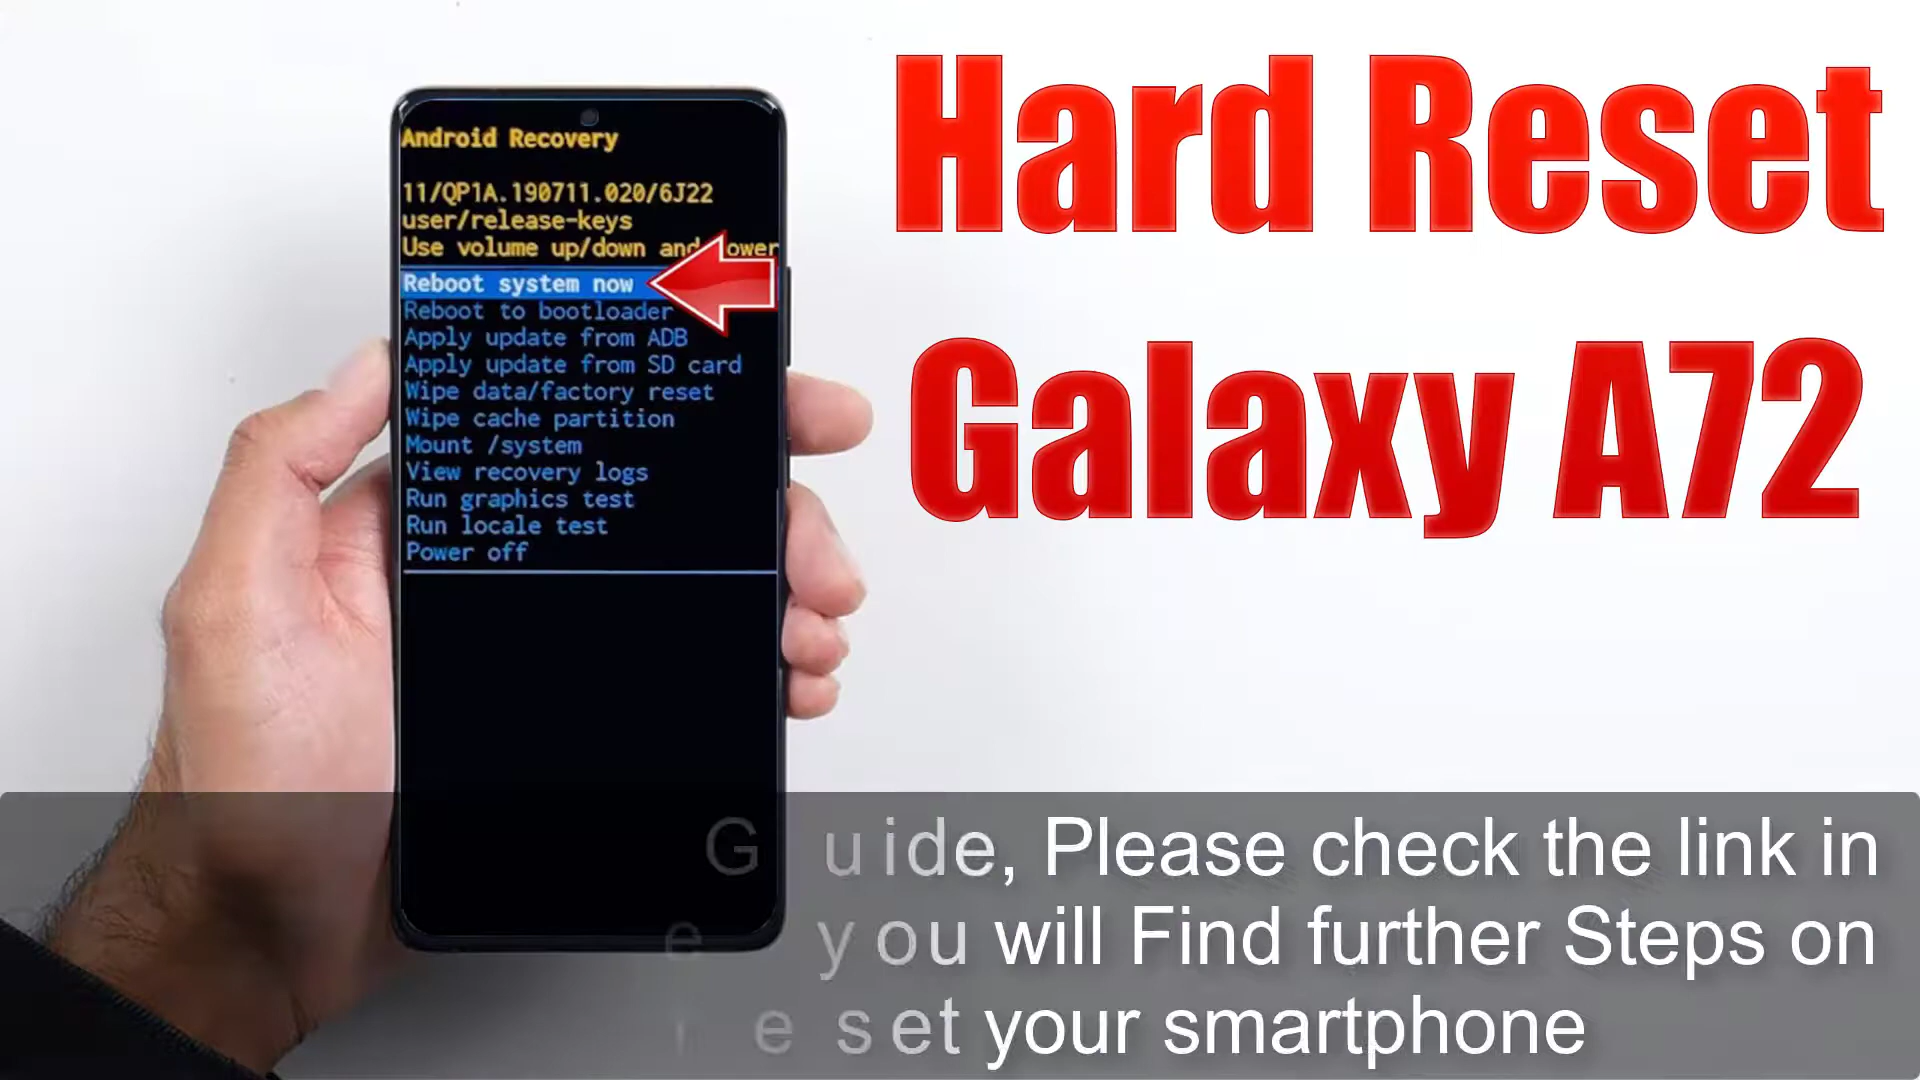 Hard Reset
Galaxy A72
Android Recovery
11/QP1A.190711.020/6J22
user/release-keys
Use volume up/down and power
Reboot system now
Reboot to bootloader
Apply update from ADB
Apply update from SD card
Wipe data/factory reset
Wipe cache partition
Mount /system
View recovery logs
Run graphics test
Run locale test
Power off
Guide, Please check the link in
e you will Find further Steps on
reset your smartphone